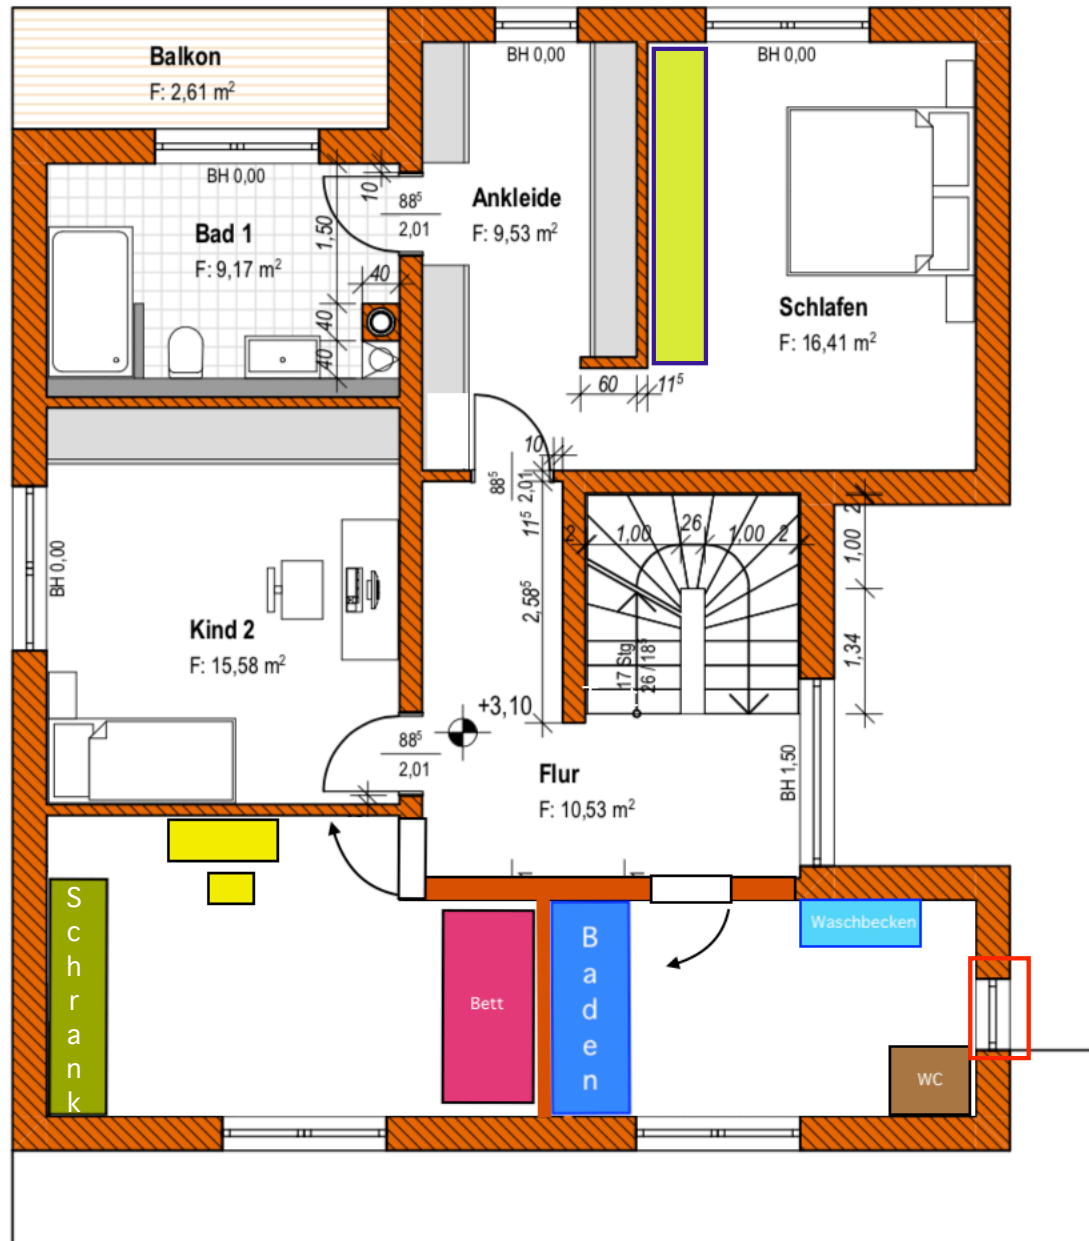 Balkon
F: 2,61 m²
BH 0,00
BH 0,00
BH 0,00
10
88⁵
2,01
Ankleide
F: 9,53 m²
Bad 1
F: 9,17 m²
1,50
40
40
40
Schlafen
F: 16,41 m²
60
11⁵
10
88⁵
2,01
11⁵
2
1,00
26
1,00
2
2
1,00
BH 0,00
2,58⁵
1,34
Kind 2
F: 15,58 m²
17 Stg
26 / 18⁵
+3,10
88⁵
2,01
Flur
F: 10,53 m²
BH 1,50
Schrank
Bett
Baden
Waschbecken
WC